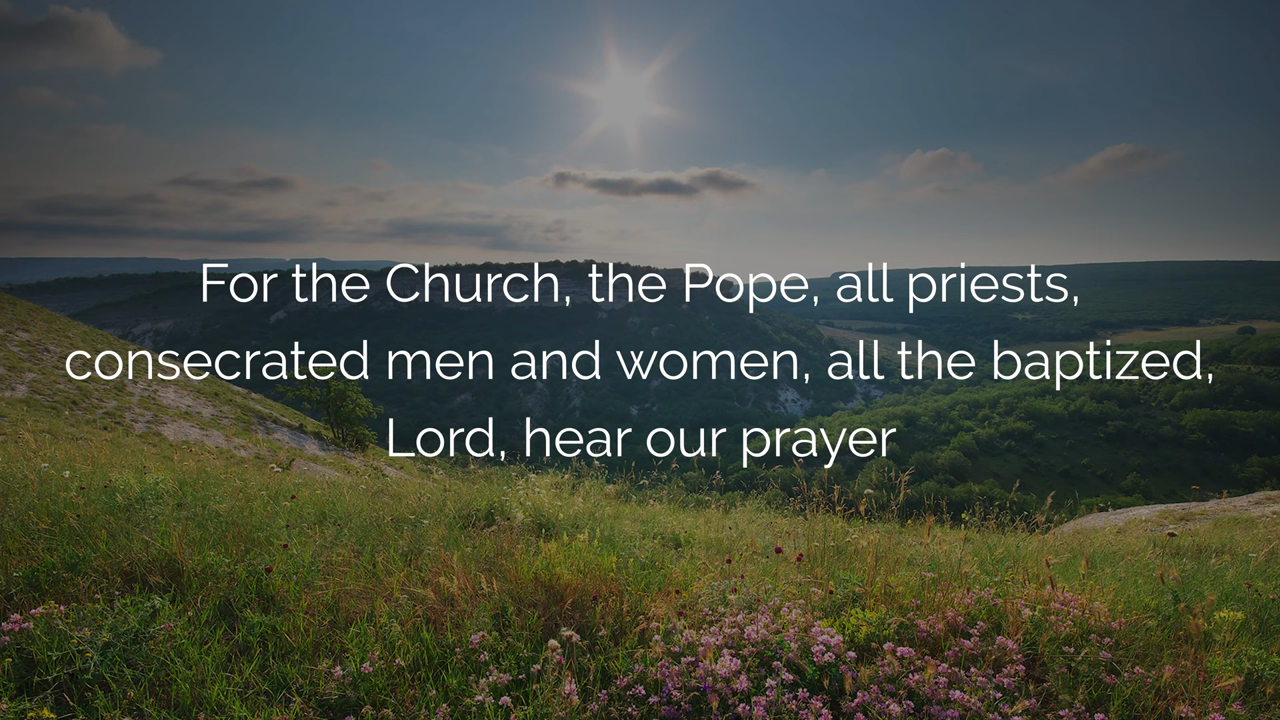 For the Church, the Pope, all priests,
consecrated men and women, all the baptized,
Lord, hear our prayer